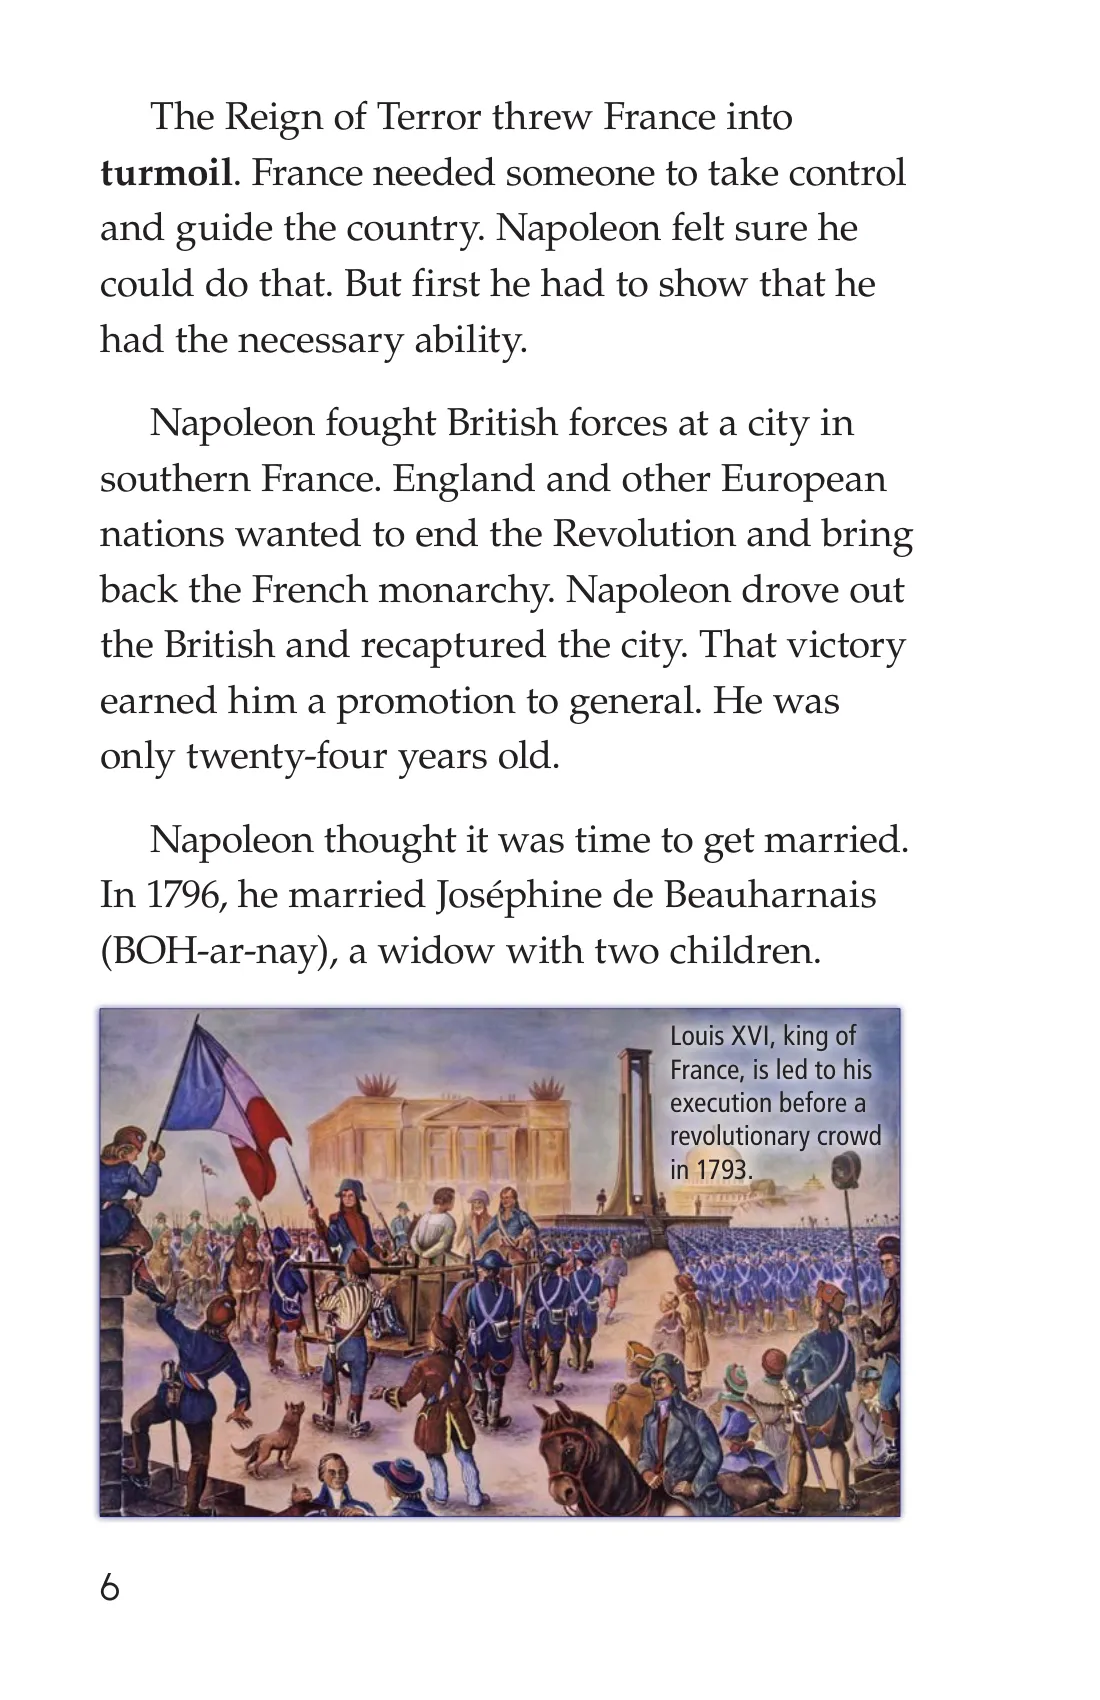 The Reign of Terror threw France into
turmoil. France needed someone to take control
and guide the country. Napoleon felt sure he
could do that. But first he had to show that he
had the necessary ability.
Napoleon fought British forces at a city in
southern France. England and other European
nations wanted to end the Revolution and bring
back the French monarchy. Napoleon drove out
the British and recaptured the city. That victory
earned him a promotion to general. He was
only twenty-four years old.
Napoleon thought it was time to get married.
In 1796, he married Joséphine de Beauharnais
(BOH-ar-nay), a widow with two children.
Louis XVI, king of
France, is led to his
execution before a
revolutionary crowd
in 1793.
6